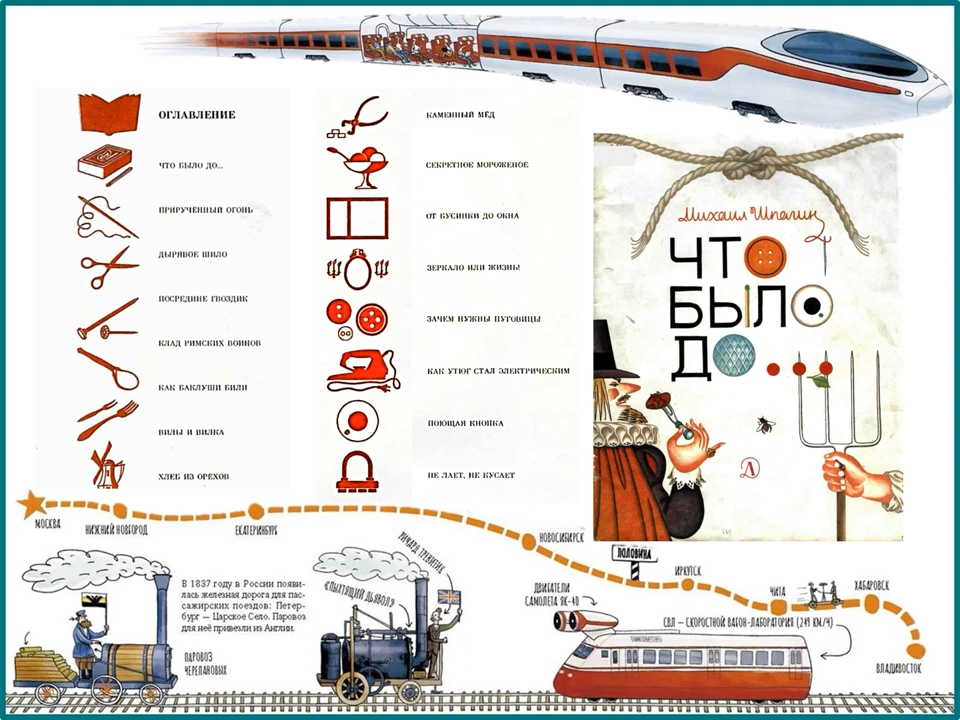 ОГЛАВЛЕНИЕ
ЧТО БЫЛО ДО...
ПРИРУЧЕННЫЙ ОГОНЬ
ДЫРЯВОЕ ШИЛО
ПОСРЕДИНЕ ГВОЗДИК
КЛАД РИМСКИХ ВОИНОВ
КАК БАКЛУШИ БИЛИ
ВИЛЫ И ВИЛКА
ХЛЕБ ИЗ ОРЕХОВ
КАМЕННЫЙ МЁД
СЕКРЕТНОЕ МОРОЖЕНОЕ
ОТ БУСИНКИ ДО ОКНА
ЗЕРКАЛО ИЛИ ЖИЗНЬ!
ЗАЧЕМ НУЖНЫ ПУГОВИЦЫ
КАК УТЮГ СТАЛ ЭЛЕКТРИЧЕСКИМ
ПОЮЩАЯ КНОПКА
НЕ ЛАЕТ, НЕ КУСАЕТ
Михаил Шпагин
ЧТО
БЫЛО
ДО...
Д
МОСКВА
НИЖНИЙ НОВГОРОД
ЕКАТЕРИНБУРГ
НОВОСИБИРСК
ПОЛОВИНА
ИРКУТСК
ЧИТА
ХАБАРОВСК
ВЛАДИВОСТОК
В 1837 году в России появи-
лась железная дорога для пас-
сажирских поездов: Петер-
бург — Царское Село. Паровоз
для неё привезли из Англии.
ПАРОВОЗ
ЧЕРЕПАНОВЫХ
«ПЫХТЯЩИЙ ДЬЯВОЛ»
РИЧАРД ТРЕВИТИК
ДВИГАТЕЛИ
САМОЛЕТА ЯК-40
СВЛ — СКОРОСТНОЙ ВАГОН-ЛАБОРАТОРИЯ (249 КМ/Ч)